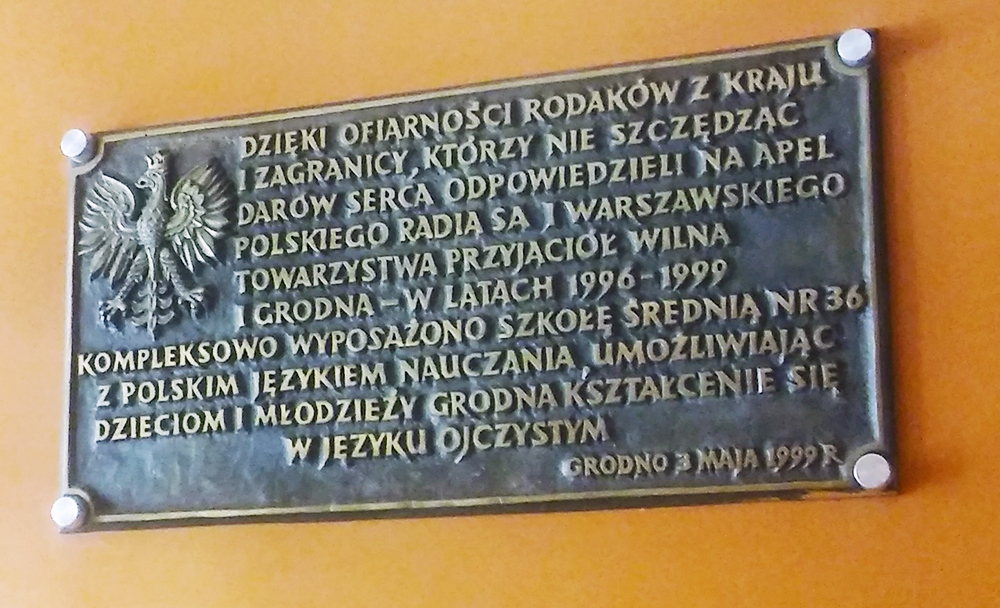 DZIĘKI OFIARNOŚCI RODAKÓW Z KRAJU
I ZAGRANICY, KTÓRZY NIE SZCZĘDZĄC
DARÓW SERCA ODPOWIEDZIELI NA APEL
POLSKIEGO RADIA SA I WARSZAWSKIEGO
TOWARZYSTWA PRZYJACIÓŁ WILNA
I GRODNA – W LATACH 1996-1999
KOMPLEKSOWO WYPOSAŻONO SZKOŁĘ ŚREDNIĄ NR 36
Z POLSKIM JĘZYKIEM NAUCZANIA, UMOŻLIWIAJĄC
DZIECIOM I MŁODZIEŻY GRODNA KSZTAŁCENIE SIĘ
W JĘZYKU OJCZYSTYM
GRODNO 3 MAJA 1999 R.